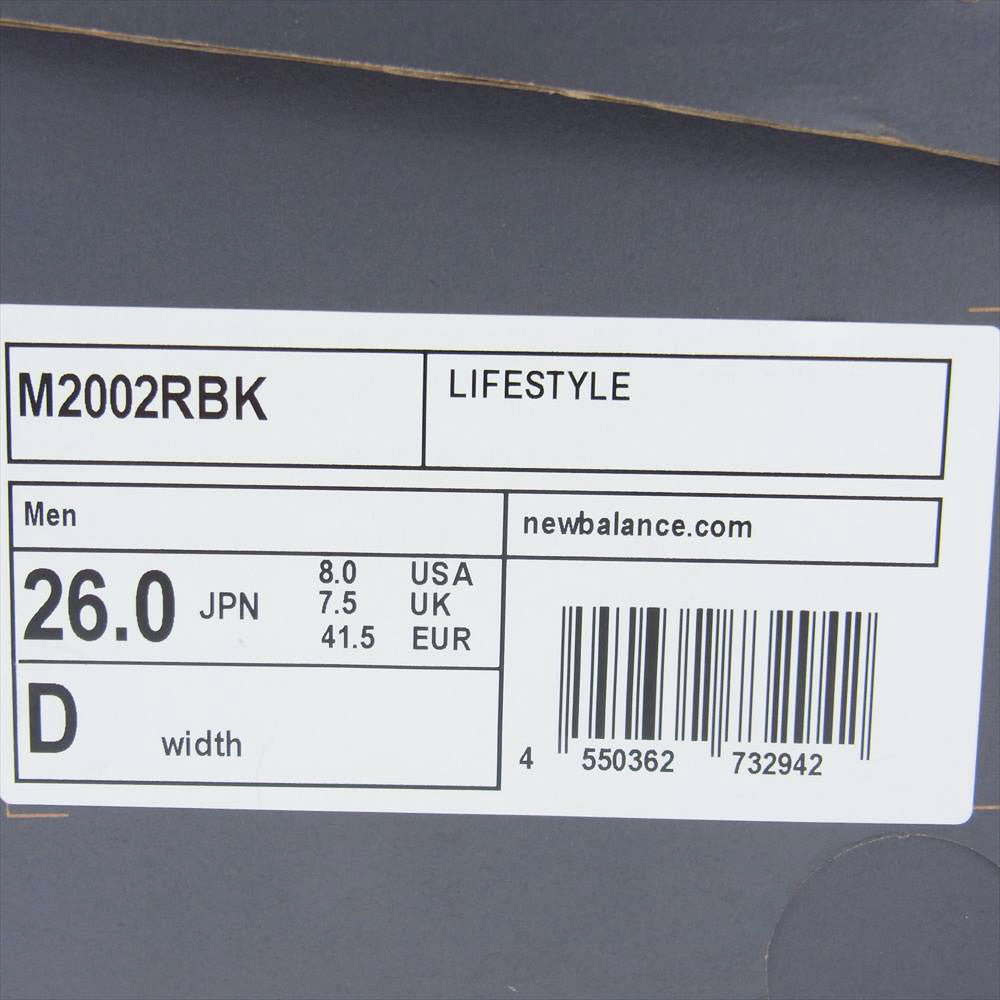 M2002RBK
LIFESTYLE
Men
newbalance.com
26.0 JPN
8.0 USA
7.5 UK
41.5 EUR
D width
4 550362 732942